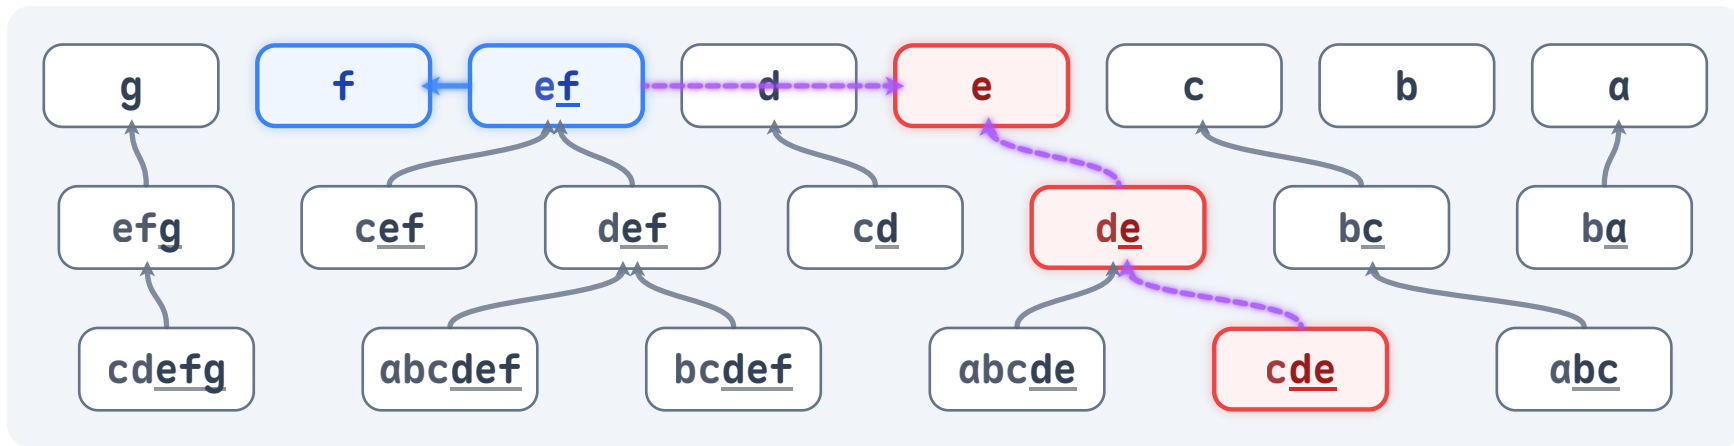 g f ef d e c b a
efg cef def cd de bc ba
cdefg abcdef bcdef abcde cde abc